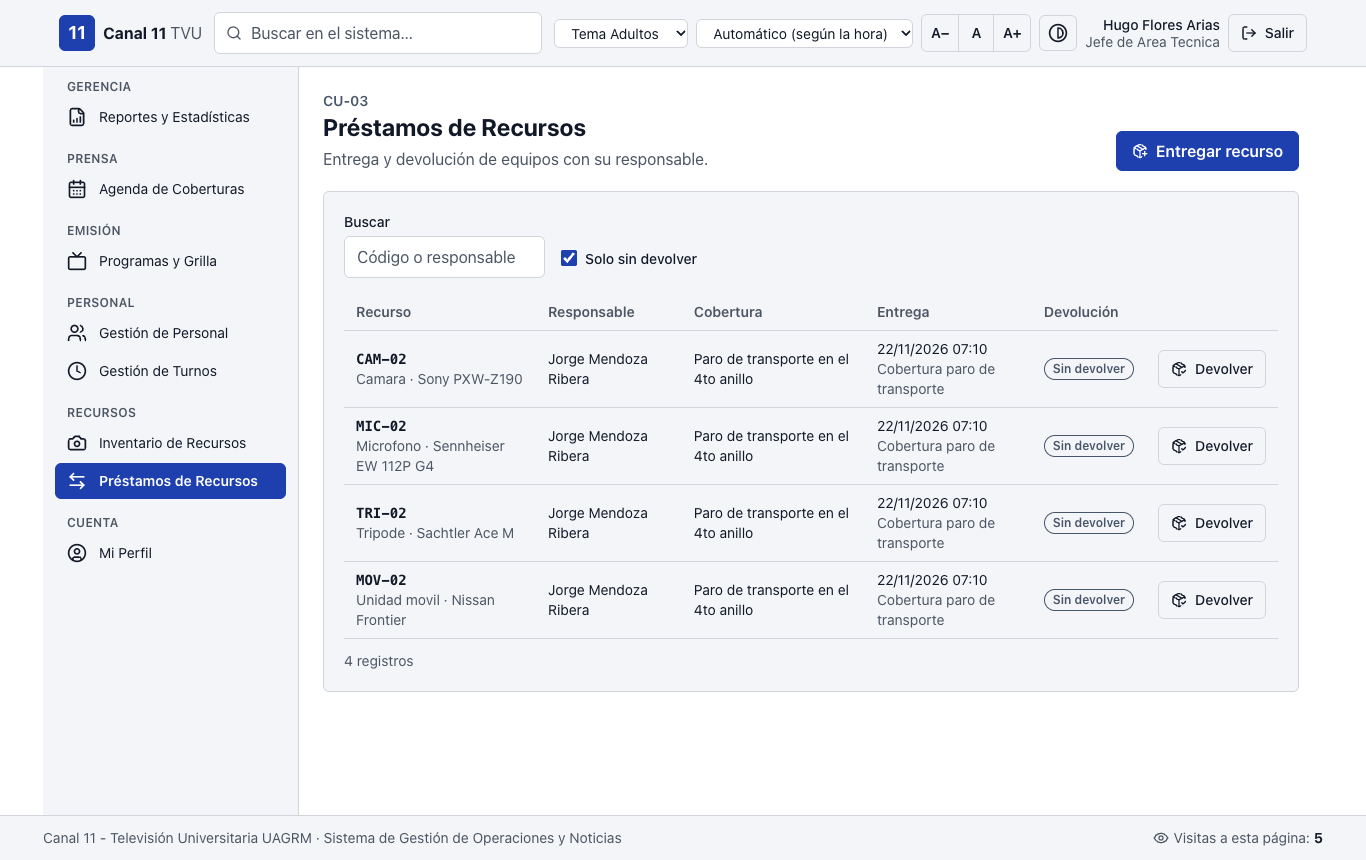 11 Canal 11 TVU
Buscar en el sistema...
Tema Adultos
Automático (según la hora)
A− A A+
Hugo Flores Arias
Jefe de Area Tecnica
Salir
GERENCIA
Reportes y Estadísticas
PRENSA
Agenda de Coberturas
EMISIÓN
Programas y Grilla
PERSONAL
Gestión de Personal
Gestión de Turnos
RECURSOS
Inventario de Recursos
Préstamos de Recursos
CUENTA
Mi Perfil
CU-03
Préstamos de Recursos
Entrega y devolución de equipos con su responsable.
Entregar recurso
Buscar
Código o responsable
Solo sin devolver
Recurso Responsable Cobertura Entrega Devolución
CAM-02
Camara · Sony PXW-Z190
Jorge Mendoza
Ribera
Paro de transporte en el
4to anillo
22/11/2026 07:10
Cobertura paro de
transporte
Sin devolver
Devolver
MIC-02
Microfono · Sennheiser
EW 112P G4
Jorge Mendoza
Ribera
Paro de transporte en el
4to anillo
22/11/2026 07:10
Cobertura paro de
transporte
Sin devolver
Devolver
TRI-02
Tripode · Sachtler Ace M
Jorge Mendoza
Ribera
Paro de transporte en el
4to anillo
22/11/2026 07:10
Cobertura paro de
transporte
Sin devolver
Devolver
MOV-02
Unidad movil · Nissan
Frontier
Jorge Mendoza
Ribera
Paro de transporte en el
4to anillo
22/11/2026 07:10
Cobertura paro de
transporte
Sin devolver
Devolver
4 registros
Canal 11 - Televisión Universitaria UAGRM · Sistema de Gestión de Operaciones y Noticias
Visitas a esta página: 5